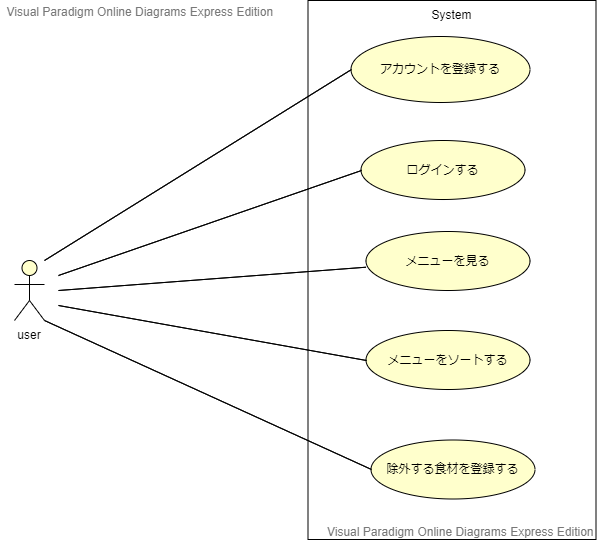 Visual Paradigm Online Diagrams Express Edition
System
アカウントを登録する
ログインする
メニューを見る
user
メニューをソートする
除外する食材を登録する
Visual Paradigm Online Diagrams Express Edition